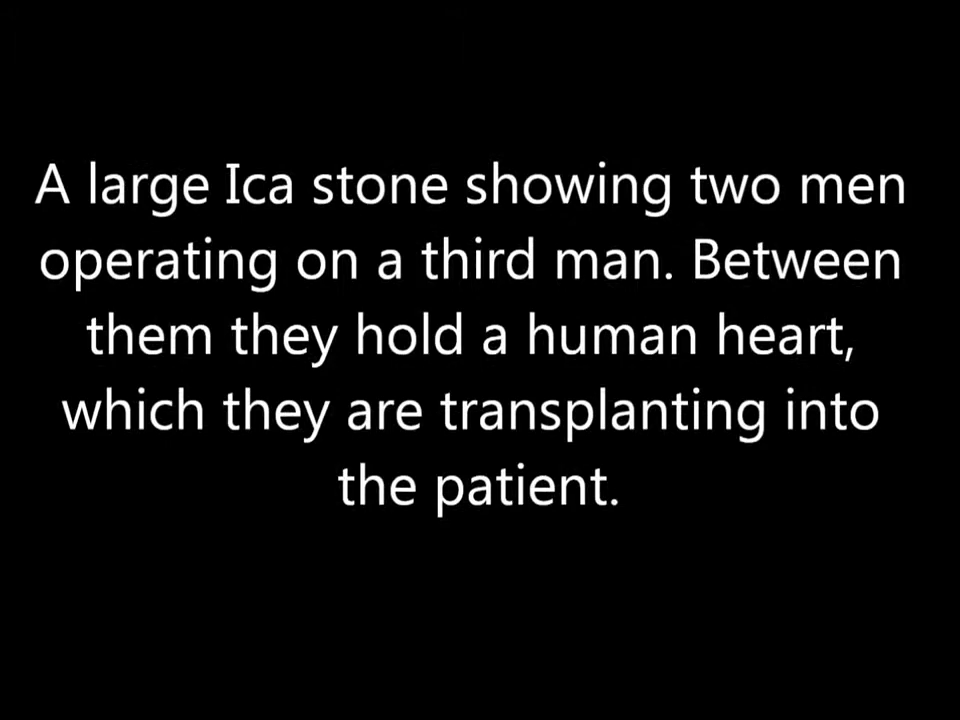 A large Ica stone showing two men
operating on a third man. Between
them they hold a human heart,
which they are transplanting into
the patient.